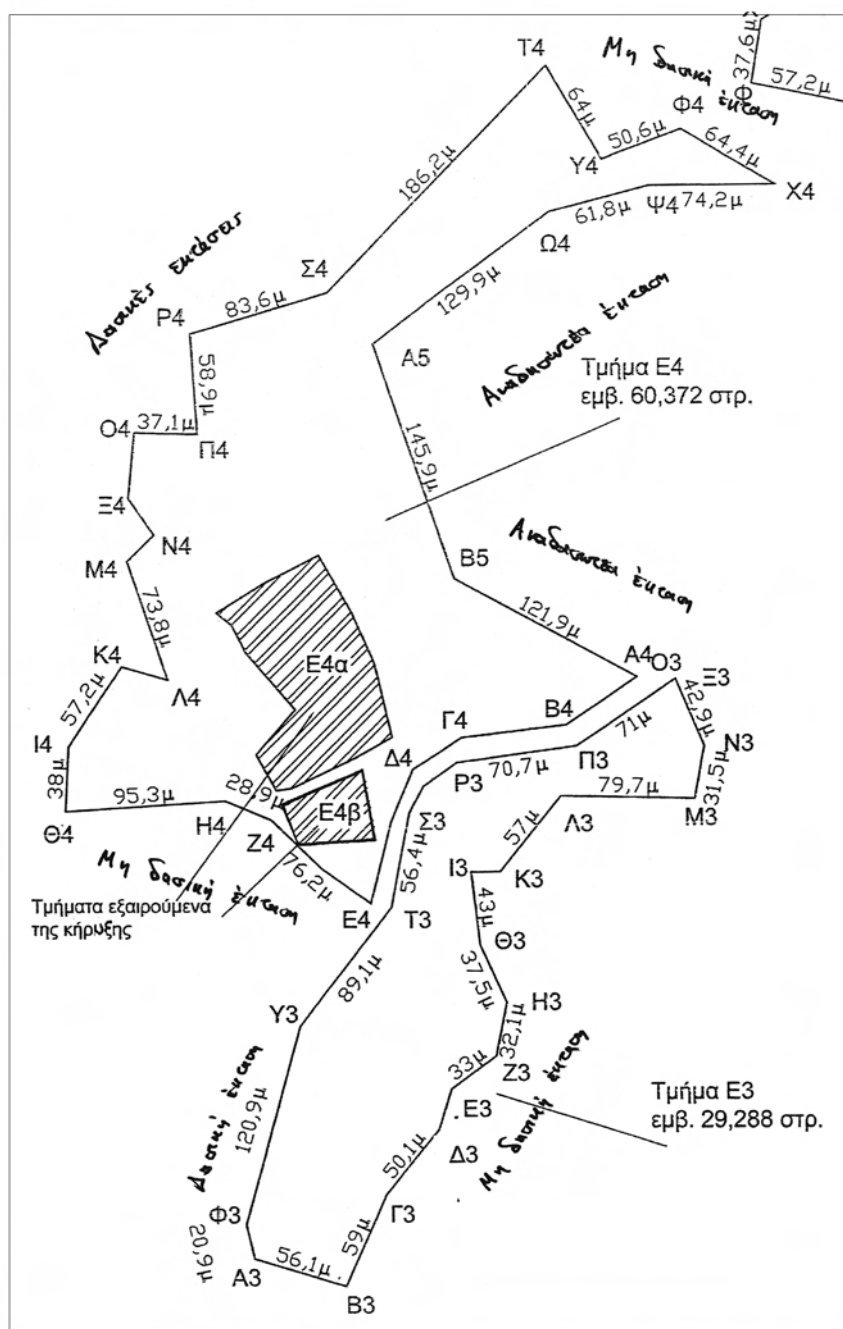 Τ4
Μη δασική έκταση
37,6μ
Φ
57,2μ
64μ
Φ4
50,6μ
64,4μ
Υ4
186,2μ
Χ4
Ψ4
74,2μ
61,8μ
Ω4
Δασικές εκτάσεις
Σ4
83,6μ
Ρ4
129,9μ
Αναδασωτέα έκταση
Α5
58,9μ
Τμήμα Ε4
εμβ. 60,372 στρ.
Ο4
37,1μ
Π4
145,9μ
Ξ4
Ν4
Μ4
Β5
Αναδασωτέα έκταση
73,8μ
121,9μ
Κ4
Λ4
Ε4α
Α4
Ο3
Ξ3
57,2μ
42,9μ
Ι4
Γ4
Β4
71μ
Ν3
Δ4
Π3
38μ
95,3μ
28,9μ
Ρ3
70,7μ
79,7μ
31,5μ
Θ4
Η4
Ε4β
Σ3
Λ3
Μ3
Ζ4
57μ
Μη δασική έκταση
76,2μ
56,4μ
Ι3
Κ3
Τμήματα εξαιρούμενα
της κήρυξης
Ε4
Τ3
43μ
Θ3
89,1μ
37,5μ
Υ3
Η3
32,1μ
Δασική έκταση
33μ
Ζ3
Μη δασική έκταση
120,9μ
Ε3
Τμήμα Ε3
εμβ. 29,288 στρ.
Δ3
50,1μ
Φ3
Γ3
20,9μ
59μ
Α3
56,1μ
Β3